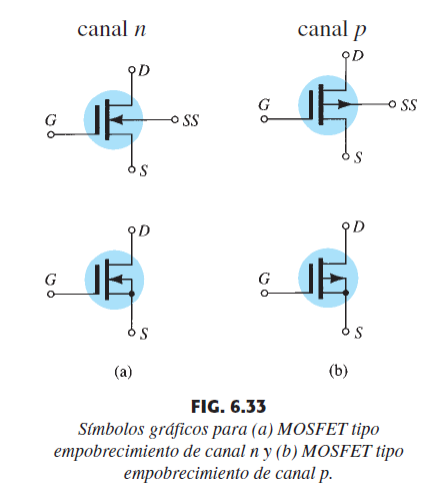 canal n
canal p
D
G
SS
S
D
G
SS
S
D
G
S
D
G
S
(a)
(b)
FIG. 6.33
Símbolos gráficos para (a) MOSFET tipo
empobrecimiento de canal n y (b) MOSFET tipo
empobrecimiento de canal p.